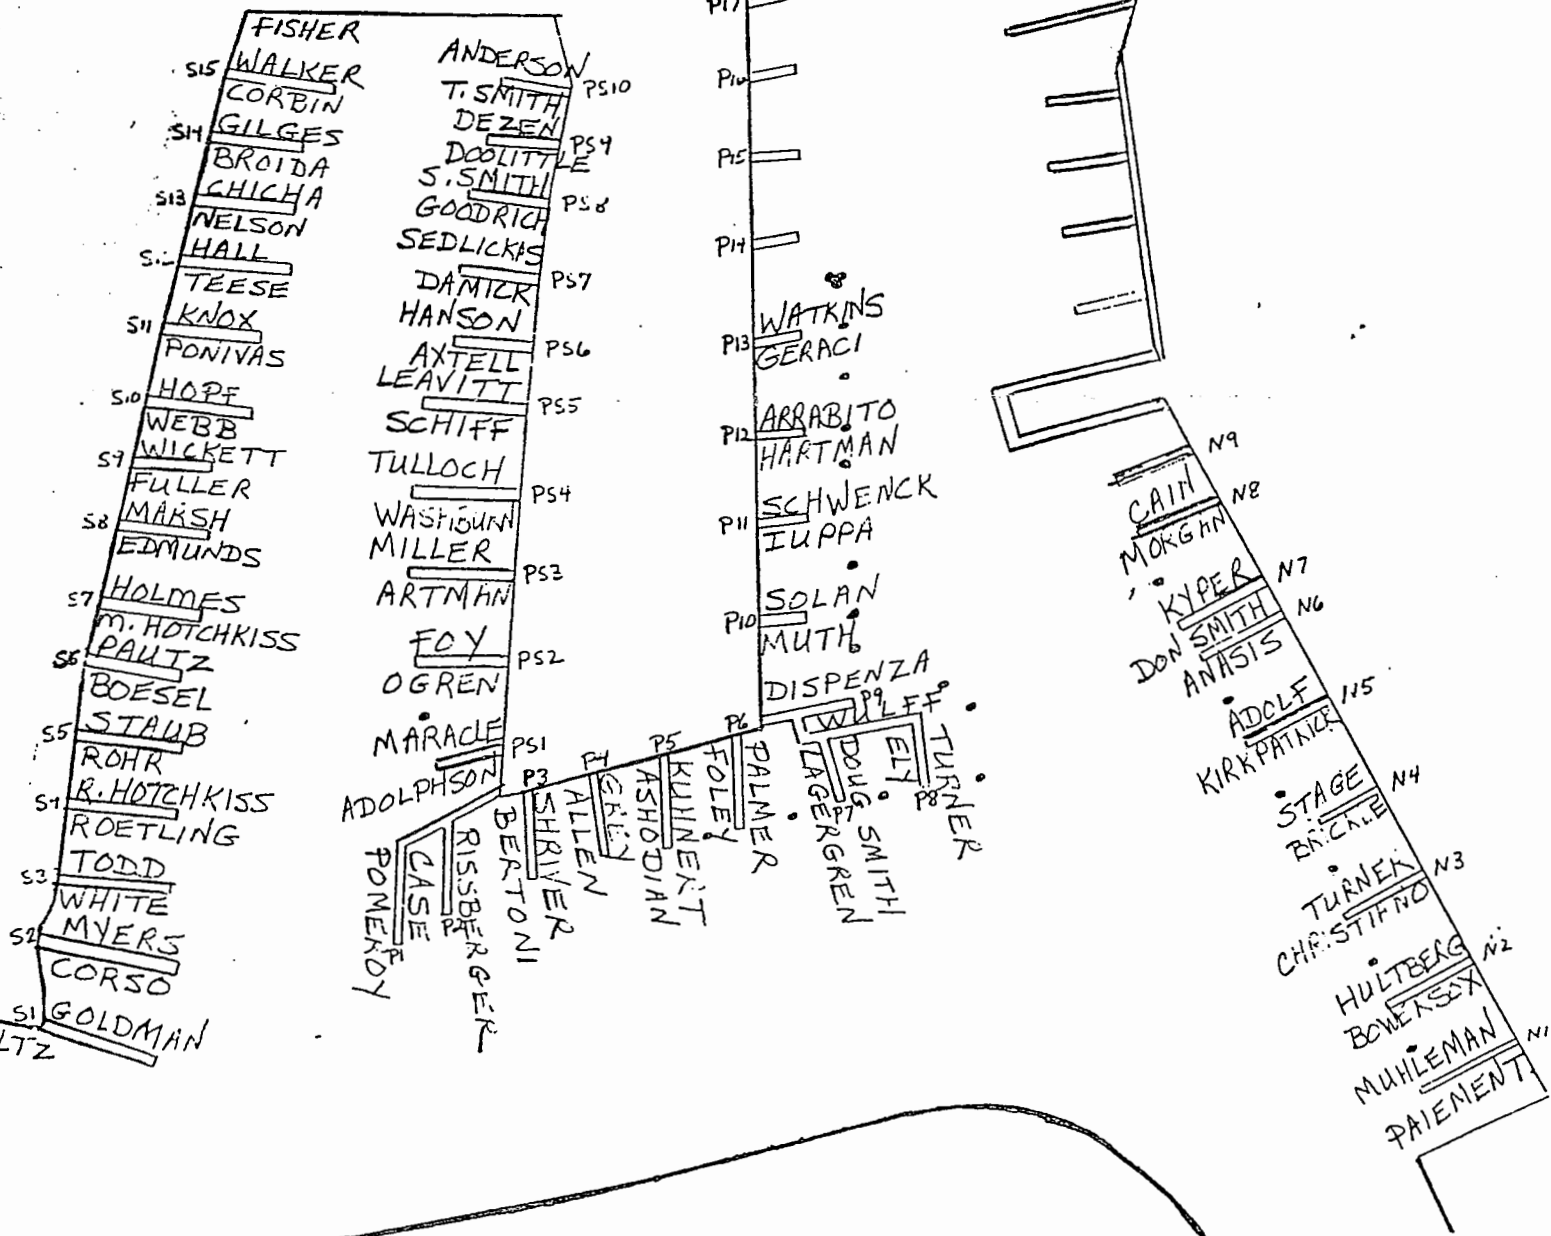 FISHER
S15
WALKER
CORBIN
S14
GILGES
BROIDA
S13
CHICHA
NELSON
HALL
TEESE
S11
KNOX
PONIVAS
S10
HOPF
WEBB
S9
WICKETT
FULLER
S8
MARSH
EDMUNDS
S7
HOLMES
M. HOTCHKISS
S6
PAUTZ
BOESEL
S5
STAUB
ROHR
R. HOTCHKISS
ROETLING
S3
TODD
WHITE
S2
MYERS
CORSO
S1
GOLDMAN
LTZ
ANDERSON
PS10
T. SMITH
DEZEN
PS9
DOOLITTLE
S. SMITH
PS8
GOODRICH
SEDLICKAS
PS7
DAMICK
HANSON
PS6
AXTELL
LEAVITT
PS5
SCHIFF
TULLOCH
PS4
WASHBURN
MILLER
PS3
ARTMAN
FOY
PS2
OGREN
MARACLE
PS1
ADOLPHSON
POMEROY
P1
CASE
P2
RISSBERGER
BERTONI
P3
SHRIVER
ALLEN
P4
ASHODIAN
P5
KUHNERT
FOLEY
P6
PALMER
LAGERGREN
P7
DOUG SMITH
ELY
P8
TURNER
WULFF
P9
DISPENZA
MUTH
P10
SOLAN
IUPPA
P11
SCHWENCK
HARTMAN
P12
ARRABITO
GERACI
P13
WATKINS
P14
P15
P16
P17
N9
CAIN
N8
MORGAN
KYPER
N7
DON SMITH
N6
ANASIS
ADOLF
N5
KIRKPATRICK
STAGE
N4
TURNER
N3
HULTBERG
N2
BOWERSOX
MUHLEMAN
N1
PAIEMENT